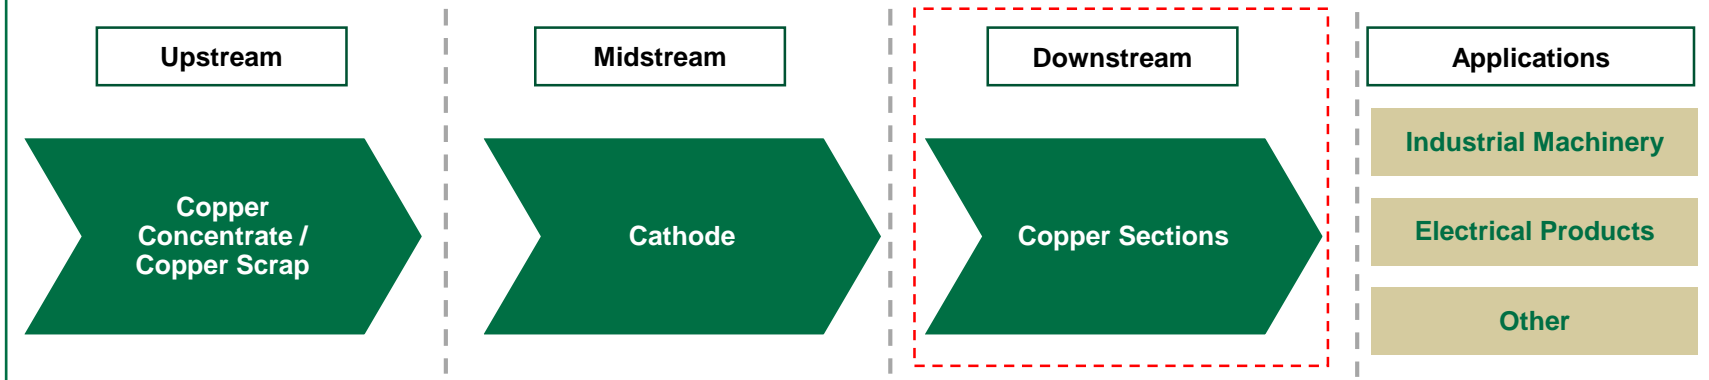 Upstream
Midstream
Downstream
Applications
Copper
Concentrate /
Copper Scrap
Cathode
Copper Sections
Industrial Machinery
Electrical Products
Other